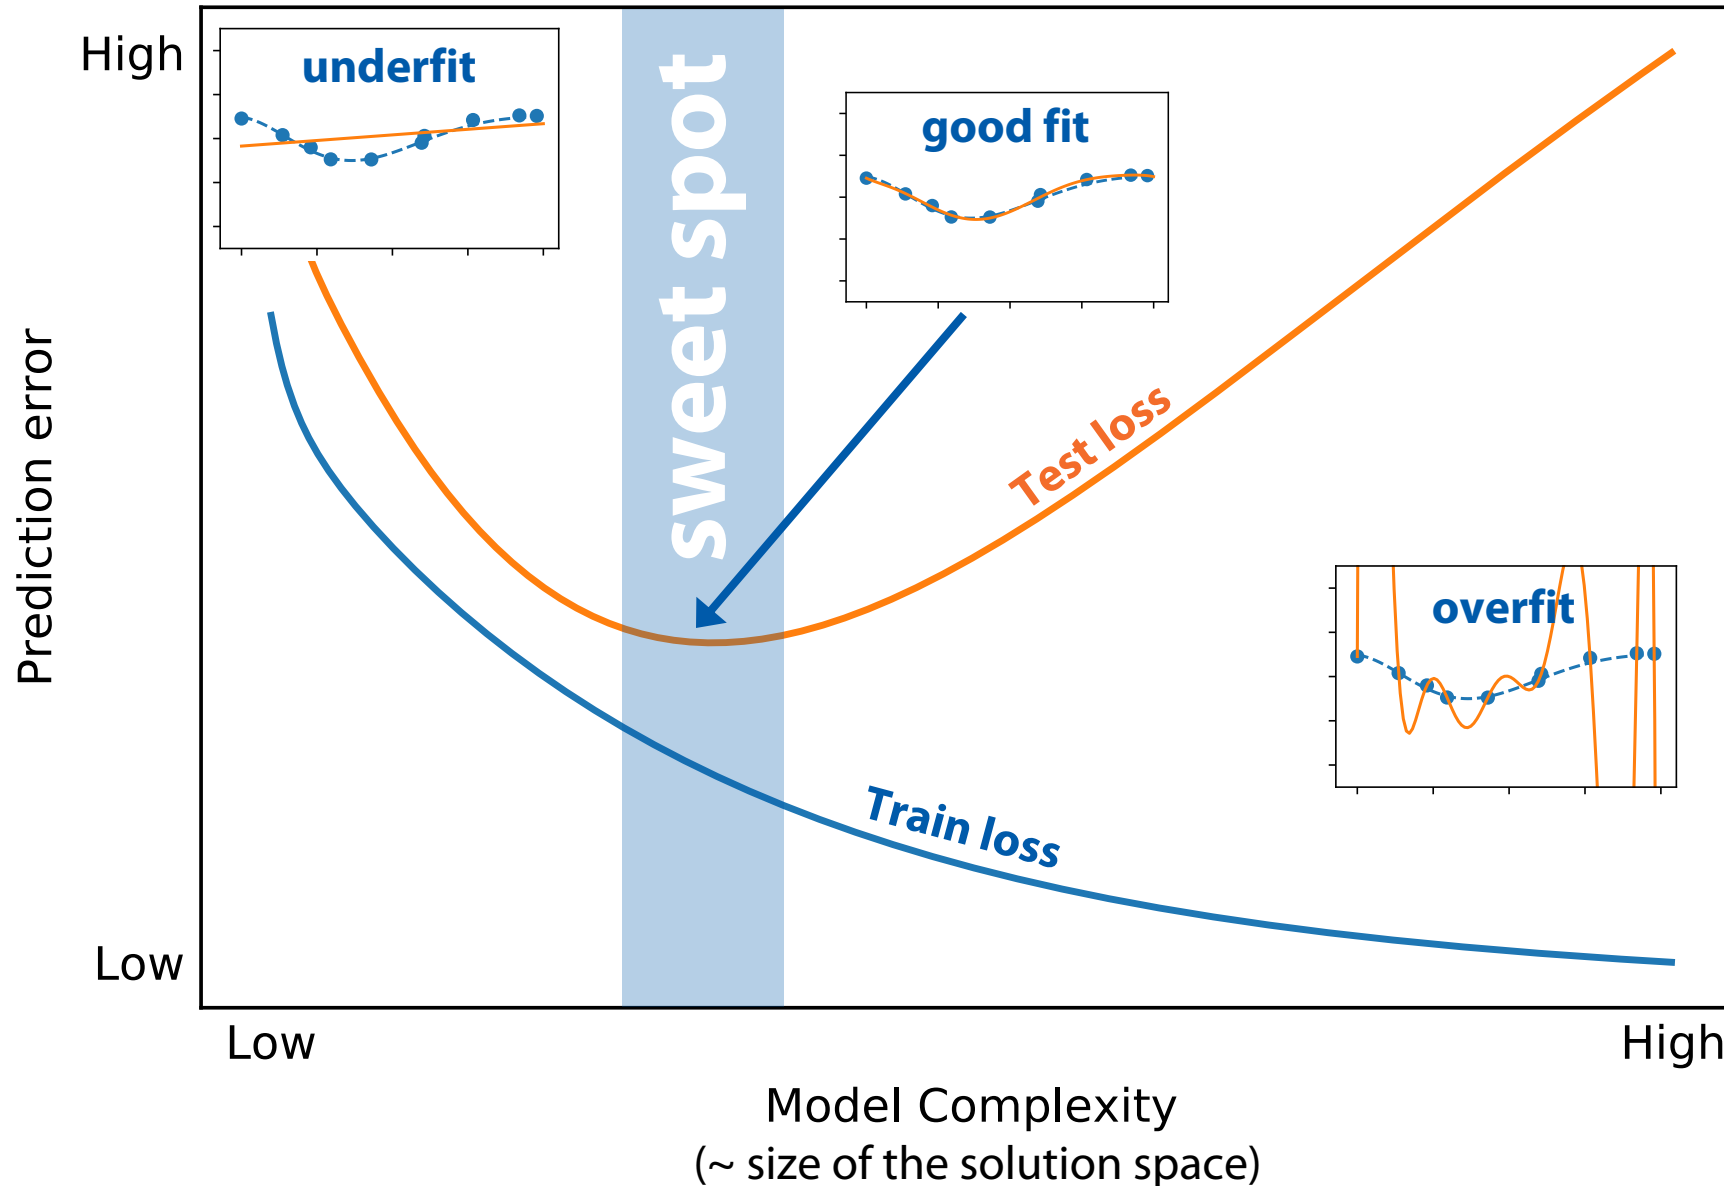 High
underfit
sweet spot
good fit
Prediction error
Test loss
overfit
Train loss
Low
Low
High
Model Complexity
(~ size of the solution space)